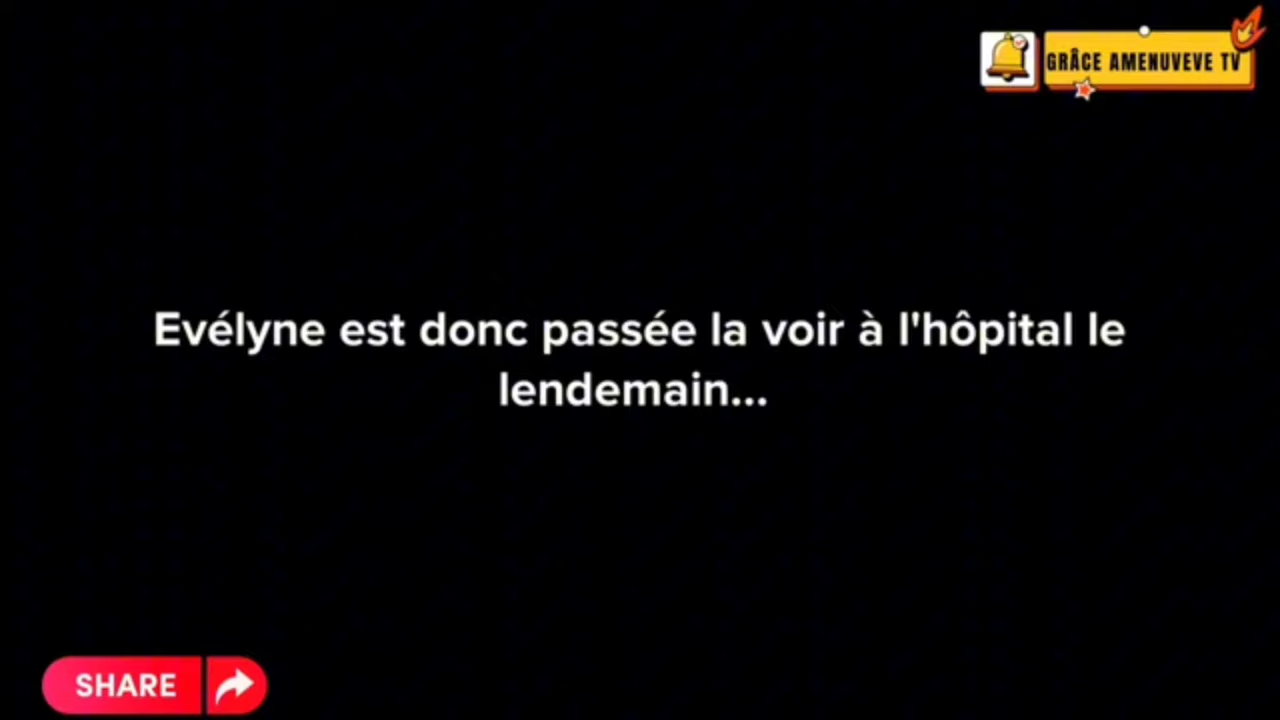 GRÂCE AMENUVEVE TV
Evélyne est donc passée la voir à l'hôpital le
lendemain...
SHARE